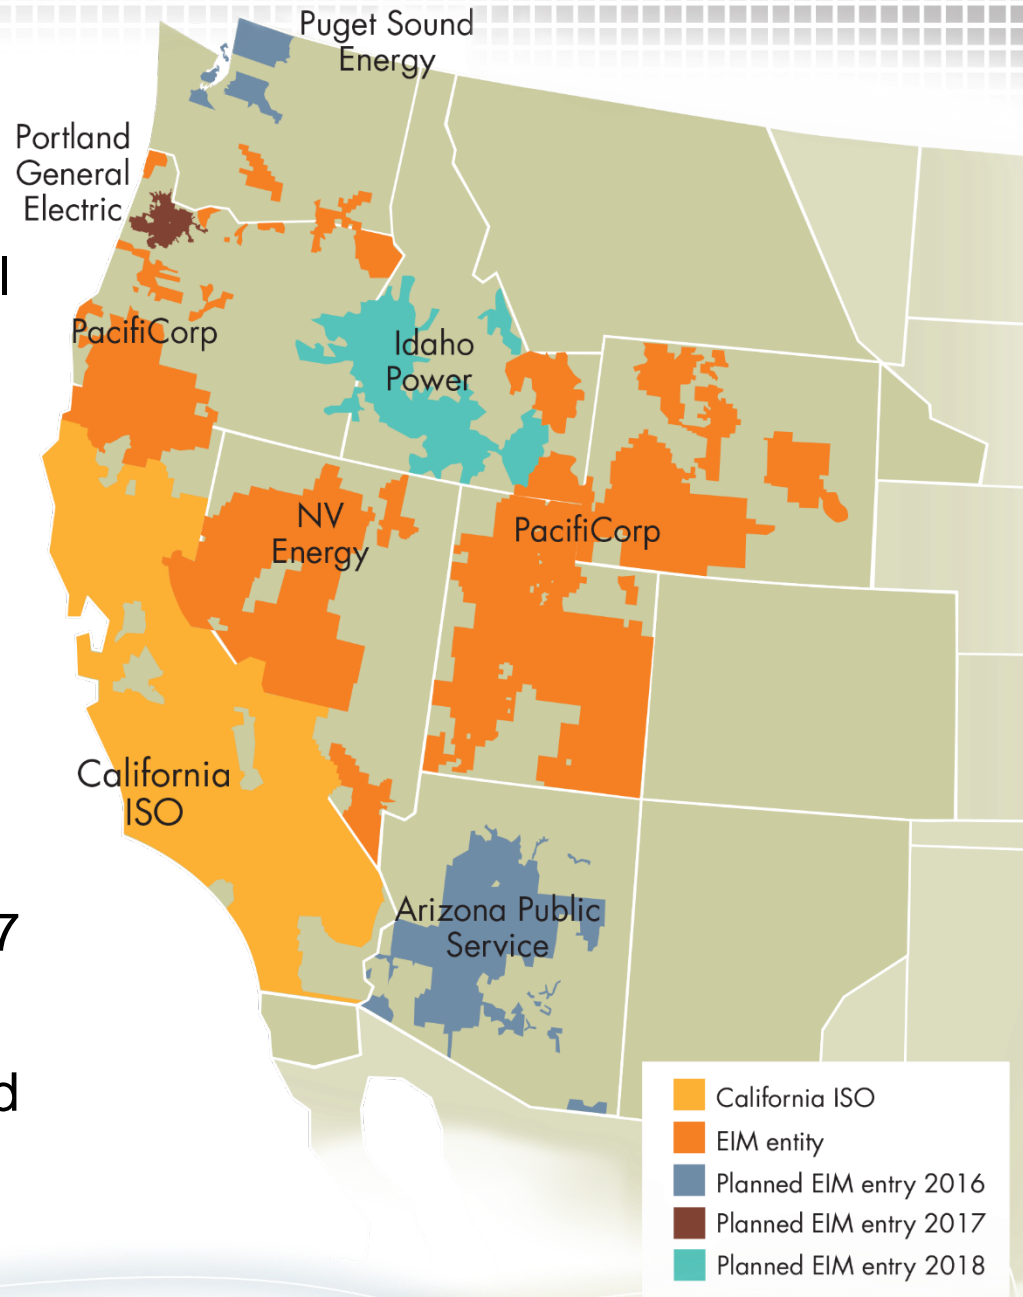 Puget Sound
Energy
Portland
General
Electric
l
PacifiCorp
Idaho
Power
NV
Energy
PacifiCorp
California
ISO
7
Arizona Public
Service
d
California ISO
EIM entity
Planned EIM entry 2016
Planned EIM entry 2017
Planned EIM entry 2018